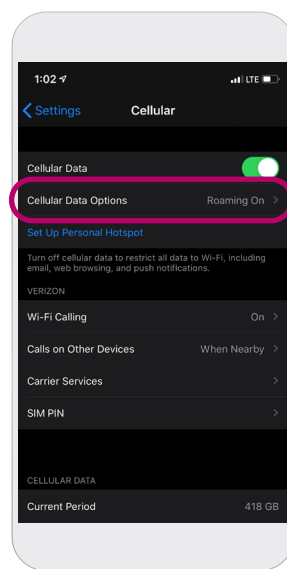 1:02 LTE
Settings Cellular
Cellular Data
Cellular Data Options Roaming On
Set Up Personal Hotspot
Turn off cellular data to restrict all data to Wi-Fi, including
email, web browsing, and push notifications.
VERIZON
Wi-Fi Calling On
Calls on Other Devices When Nearby
Carrier Services
SIM PIN
CELLULAR DATA
Current Period 418 GB